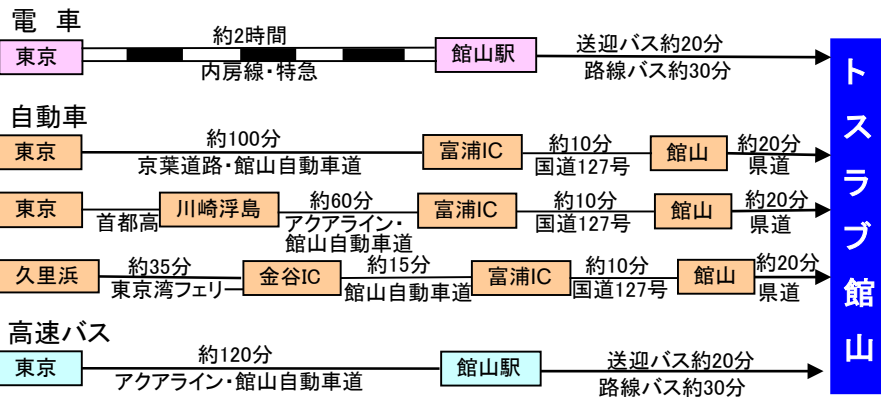 電 車
東京
約2時間
内房線・特急
館山駅
送迎バス約20分
路線バス約30分
自動車
東京
約100分
京葉道路・館山自動車道
富浦IC
約10分
国道127号
館山
約20分
県道
東京
首都高
川崎浮島
約60分
アクアライン・
館山自動車道
富浦IC
約10分
国道127号
館山
約20分
県道
久里浜
約35分
東京湾フェリー
金谷IC
約15分
館山自動車道
富浦IC
約10分
国道127号
館山
約20分
県道
高速バス
東京
約120分
アクアライン・館山自動車道
館山駅
送迎バス約20分
路線バス約30分
トスラブ館山